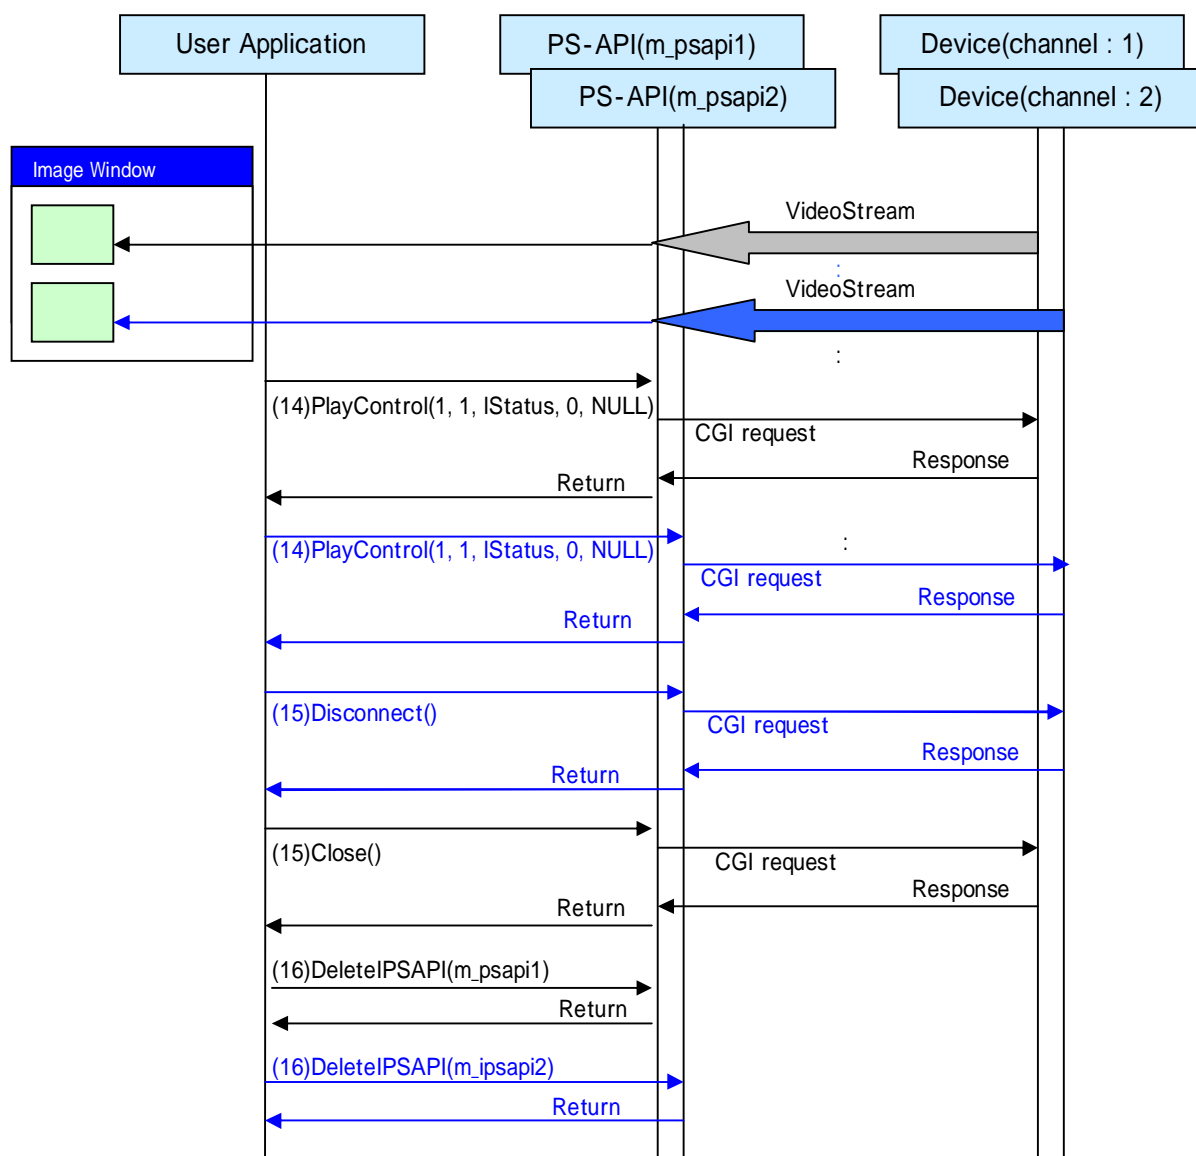 User Application
PS-API(m_psapi1)
Device(channel : 1)
PS-API(m_psapi2)
Device(channel : 2)
Image Window
VideoStream
:
VideoStream
:
(14)PlayControl(1, 1, lStatus, 0, NULL)
CGI request
Response
Return
(14)PlayControl(1, 1, lStatus, 0, NULL)
:
CGI request
Response
Return
(15)Disconnect()
CGI request
Response
Return
(15)Close()
CGI request
Response
Return
(16)DeleteIPSAPI(m_psapi1)
Return
(16)DeleteIPSAPI(m_ipsapi2)
Return